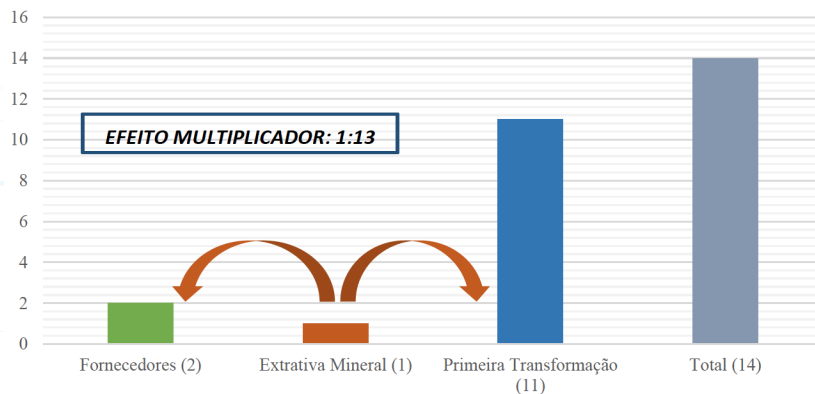 16
14
12
10
8
6
4
2
0
EFEITO MULTIPLICADOR: 1:13
Fornecedores (2)
Extrativa Mineral (1)
Primeira Transformação
(11)
Total (14)